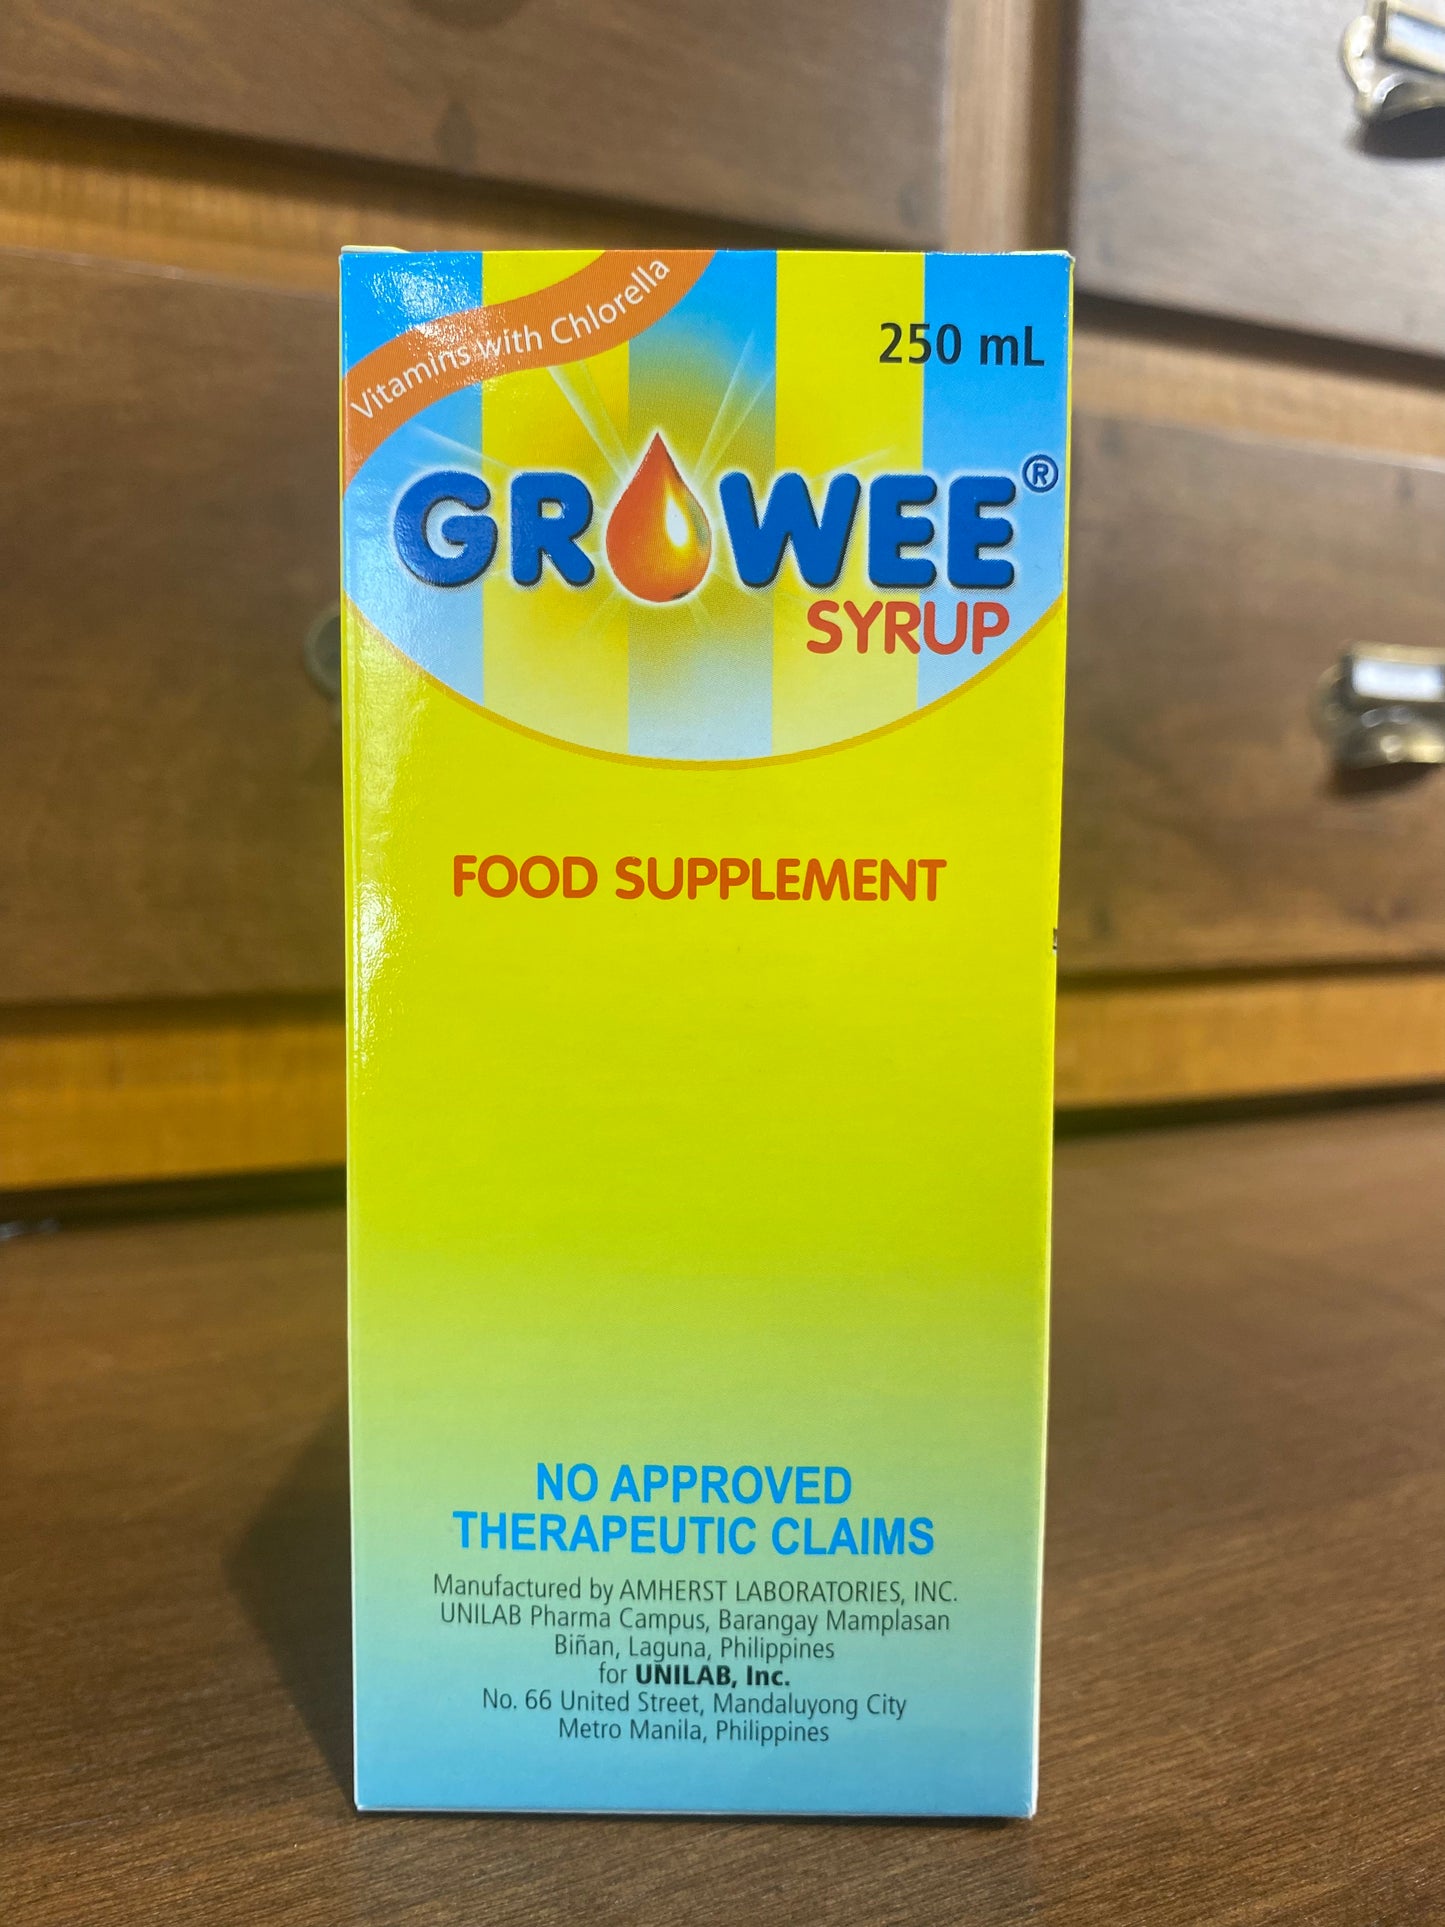 Vitamins with Chlorella
250 mL
GROWEE®
SYRUP
FOOD SUPPLEMENT
NO APPROVED
THERAPEUTIC CLAIMS
Manufactured by AMHERST LABORATORIES, INC.
UNILAB Pharma Campus, Barangay Mamplasan
Biñan, Laguna, Philippines
for UNILAB, Inc.
No. 66 United Street, Mandaluyong City
Metro Manila, Philippines